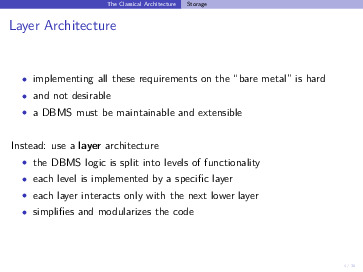 The Classical Architecture Storage
Layer Architecture
• implementing all these requirements on the "bare metal" is hard
• and not desirable
• a DBMS must be maintainable and extensible
Instead: use a layer architecture
• the DBMS logic is split into levels of functionality
• each level is implemented by a specific layer
• each layer interacts only with the next lower layer
• simplifies and modularizes the code